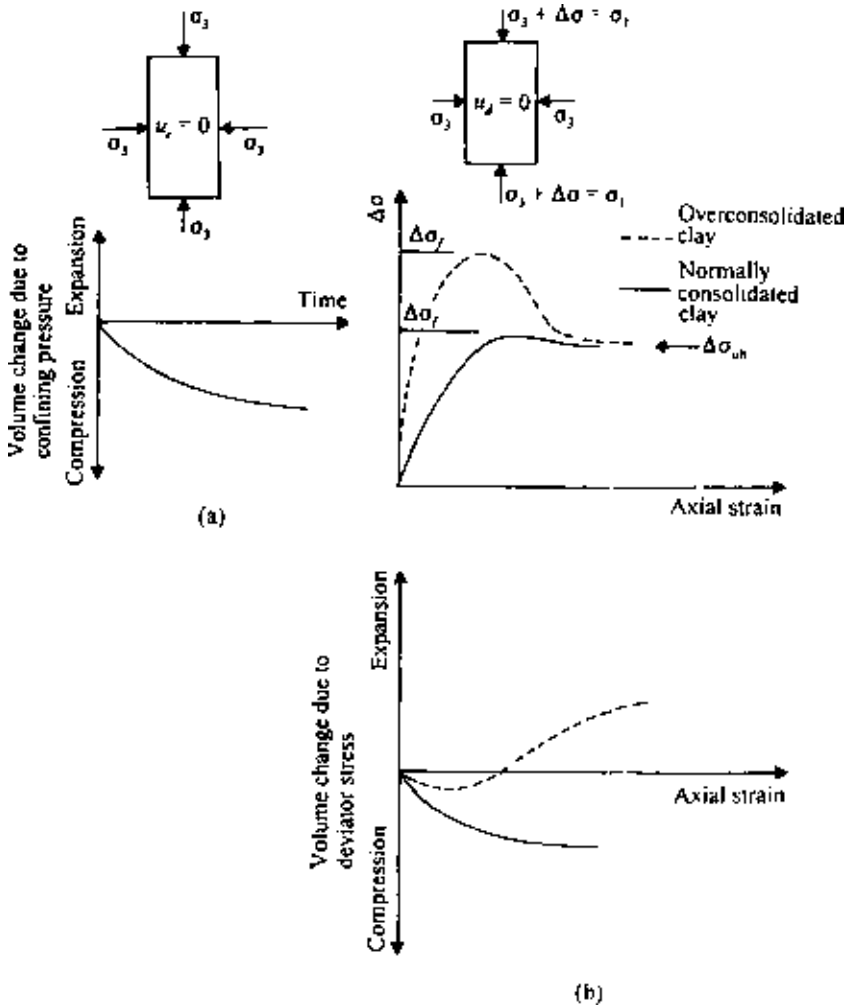 σ₃
u_c = 0
σ₃
σ₃
σ₃
Expansion
Compression
Volume change due to
confining pressure
Time
(a)
σ₃ + Δσ = σ₁
u_d = 0
σ₃
σ₃
σ₃ + Δσ = σ₁
Δσ
Δσ_f
Δσ_f
Overconsolidated
clay
Normally
consolidated
clay
Δσ_ult
Axial strain
Expansion
Compression
Volume change due to
deviator stress
Axial strain
(b)